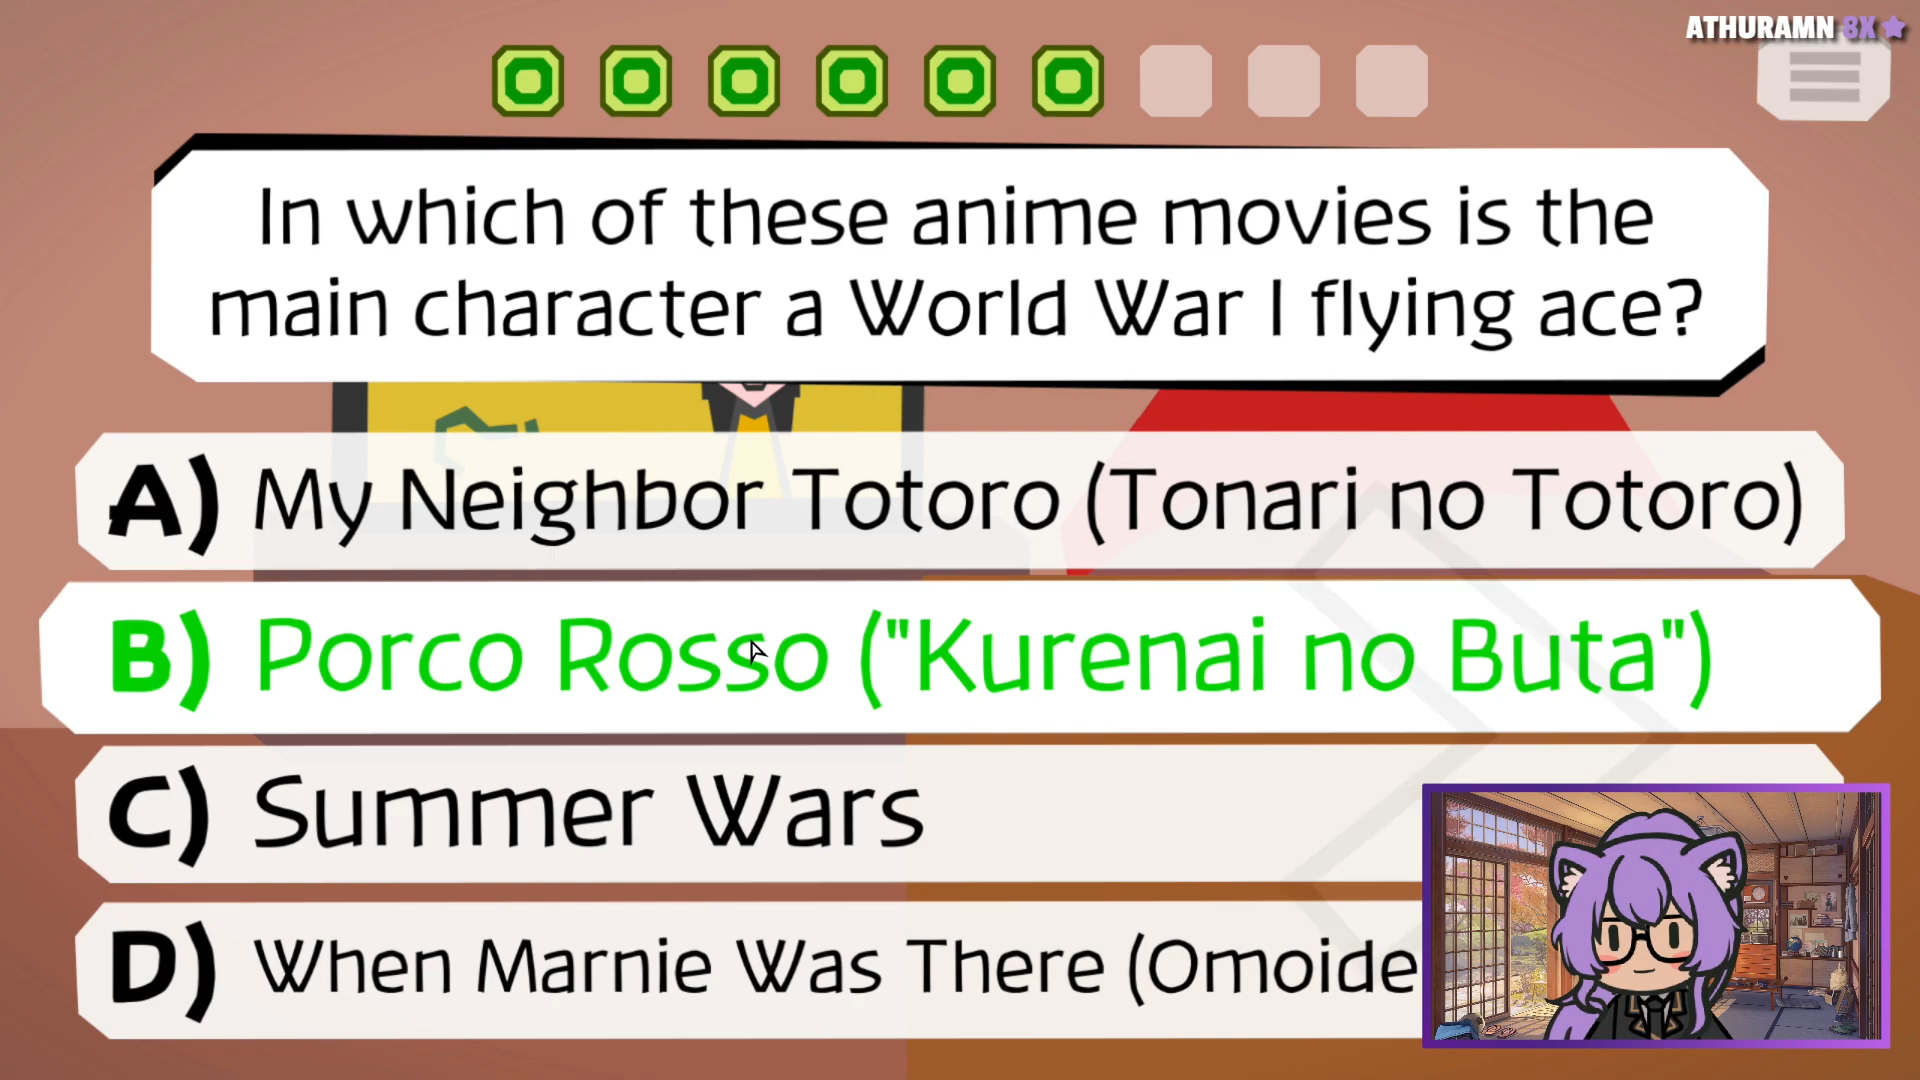 ATHURAMN 8X
In which of these anime movies is the
main character a World War I flying ace?
A) My Neighbor Totoro (Tonari no Totoro)
B) Porco Rosso ("Kurenai no Buta")
C) Summer Wars
D) When Marnie Was There (Omoide